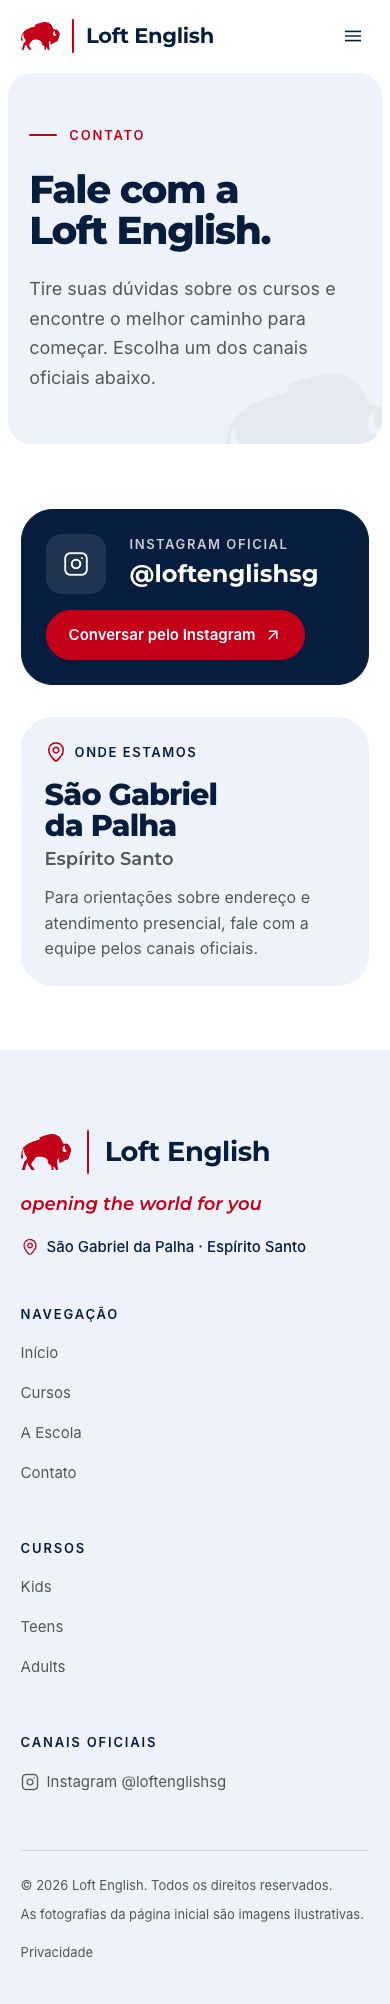 Loft English
CONTATO
Fale com a
Loft English.
Tire suas dúvidas sobre os cursos e
encontre o melhor caminho para
começar. Escolha um dos canais
oficiais abaixo.
INSTAGRAM OFICIAL
@loftenglishsg
Conversar pelo Instagram
ONDE ESTAMOS
São Gabriel
da Palha
Espírito Santo
Para orientações sobre endereço e
atendimento presencial, fale com a
equipe pelos canais oficiais.
Loft English
opening the world for you
São Gabriel da Palha · Espírito Santo
NAVEGAÇÃO
Início
Cursos
A Escola
Contato
CURSOS
Kids
Teens
Adults
CANAIS OFICIAIS
Instagram @loftenglishsg
© 2026 Loft English. Todos os direitos reservados.
As fotografias da página inicial são imagens ilustrativas.
Privacidade